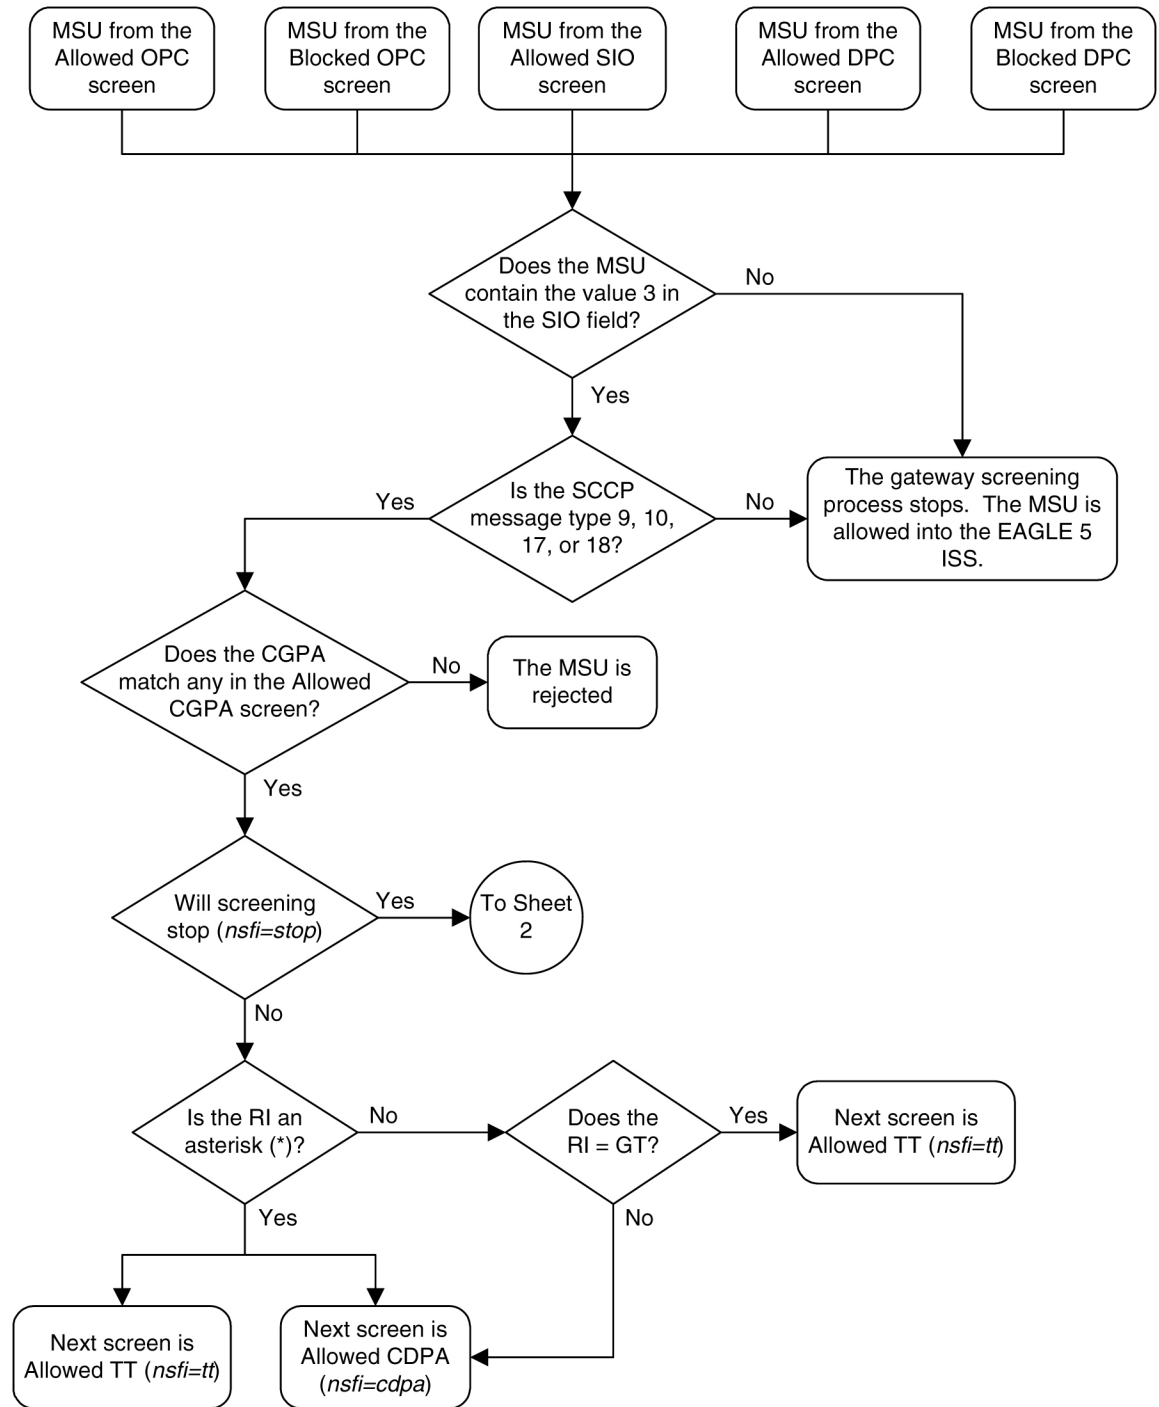 MSU from the
Allowed OPC
screen
MSU from the
Blocked OPC
screen
MSU from the
Allowed SIO
screen
MSU from the
Allowed DPC
screen
MSU from the
Blocked DPC
screen
Does the MSU
contain the value 3 in
the SIO field?
No
Yes
Is the SCCP
message type 9, 10,
17, or 18?
Yes
No
The gateway screening
process stops.  The MSU is
allowed into the EAGLE 5
ISS.
Does the CGPA
match any in the Allowed
CGPA screen?
No
The MSU is
rejected
Yes
Will screening
stop (nsfi=stop)
Yes
To Sheet
2
No
Is the RI an
asterisk (*)?
No
Does the
RI = GT?
Yes
Next screen is
Allowed TT (nsfi=tt)
Yes
No
Next screen is
Allowed TT (nsfi=tt)
Next screen is
Allowed CDPA
(nsfi=cdpa)